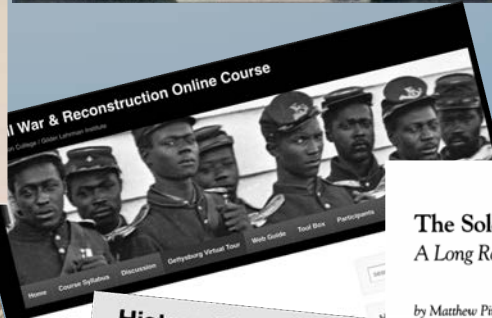 War & Reconstruction Online Course
College / Gilder Lehrman Institute
Home Course Syllabus Discussion Gettysburg Virtual Tour Web Guide Tool Box Participants
The Sol
A Long Re
by Matthew Pi